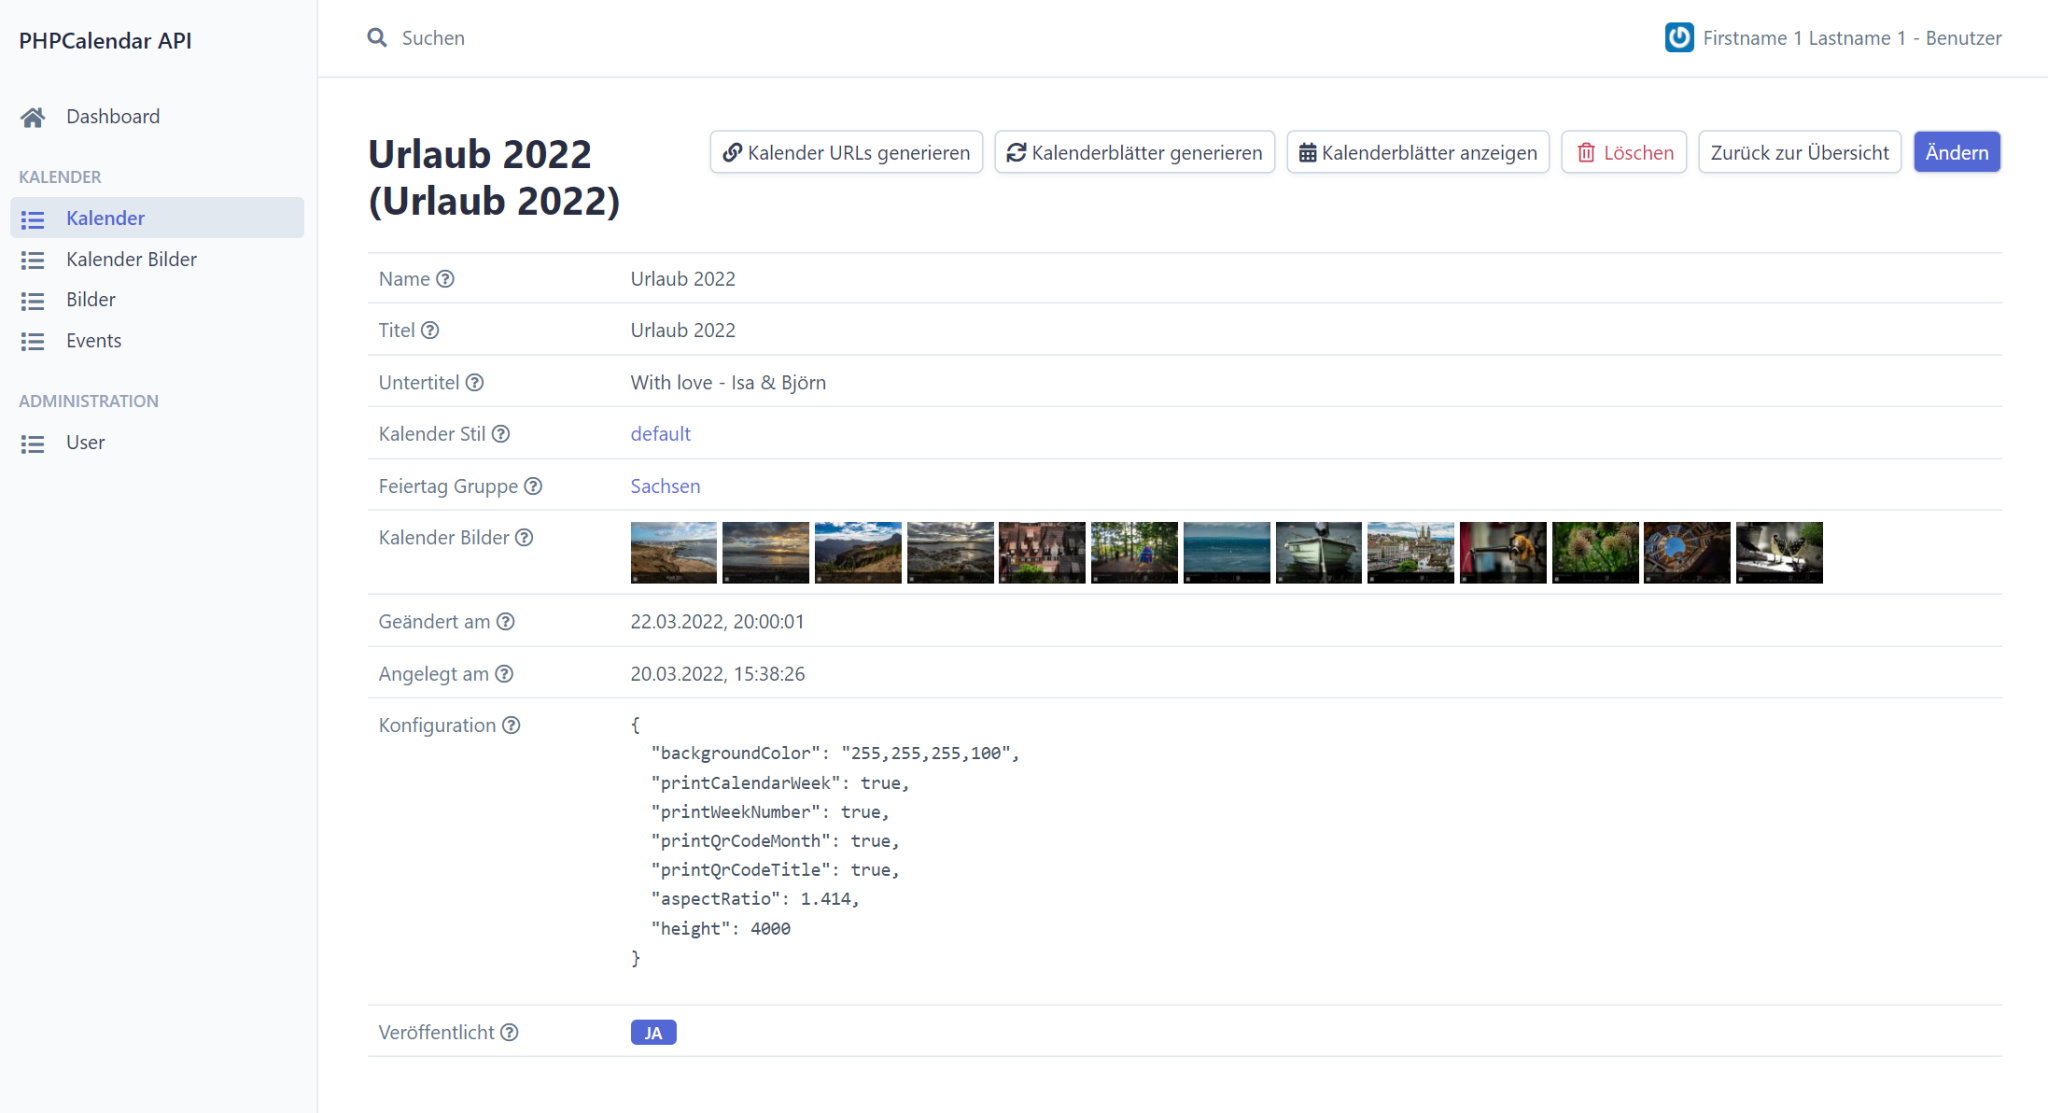 PHPCalendar API
Suchen
Firstname 1 Lastname 1 - Benutzer
Dashboard
KALENDER
Kalender
Kalender Bilder
Bilder
Events
ADMINISTRATION
User
Urlaub 2022
(Urlaub 2022)
Kalender URLs generieren
Kalenderblätter generieren
Kalenderblätter anzeigen
Löschen
Zurück zur Übersicht
Ändern
Name Urlaub 2022
Titel Urlaub 2022
Untertitel With love - Isa & Björn
Kalender Stil default
Feiertag Gruppe Sachsen
Kalender Bilder
Geändert am 22.03.2022, 20:00:01
Angelegt am 20.03.2022, 15:38:26
Konfiguration {
"backgroundColor": "255,255,255,100",
"printCalendarWeek": true,
"printWeekNumber": true,
"printQrCodeMonth": true,
"printQrCodeTitle": true,
"aspectRatio": 1.414,
"height": 4000
}
Veröffentlicht JA